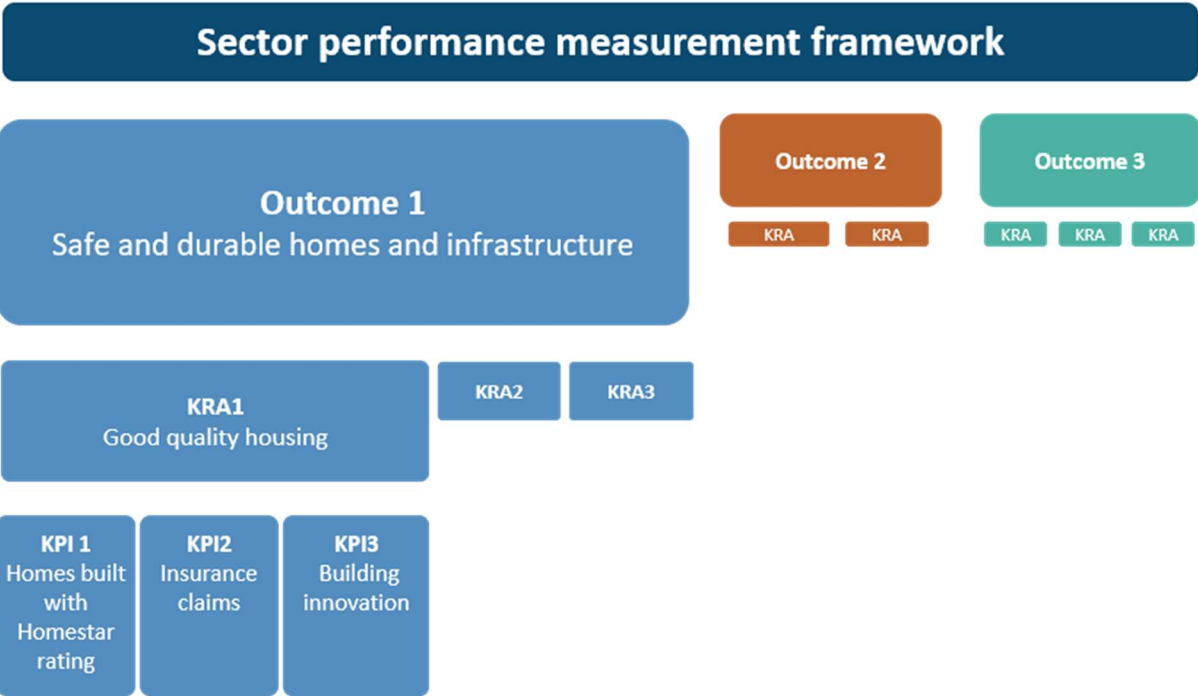 Sector performance measurement framework
Outcome 1
Safe and durable homes and infrastructure
Outcome 2
KRA
KRA
Outcome 3
KRA
KRA
KRA
KRA1
Good quality housing
KRA2
KRA3
KPI 1
Homes built
with
Homestar
rating
KPI2
Insurance
claims
KPI3
Building
innovation